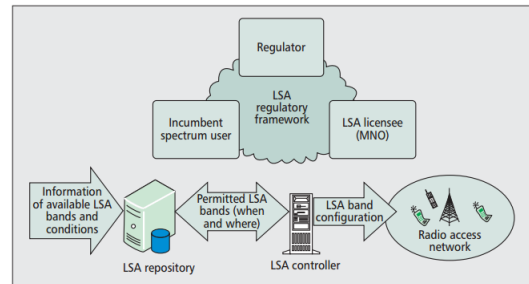 Regulator
LSA
regulatory
framework
Incumbent
spectrum user
LSA licensee
(MNO)
Information
of available LSA
bands and
conditions
Permitted LSA
bands (when
and where)
LSA band
configuration
Radio access
network
LSA repository
LSA controller